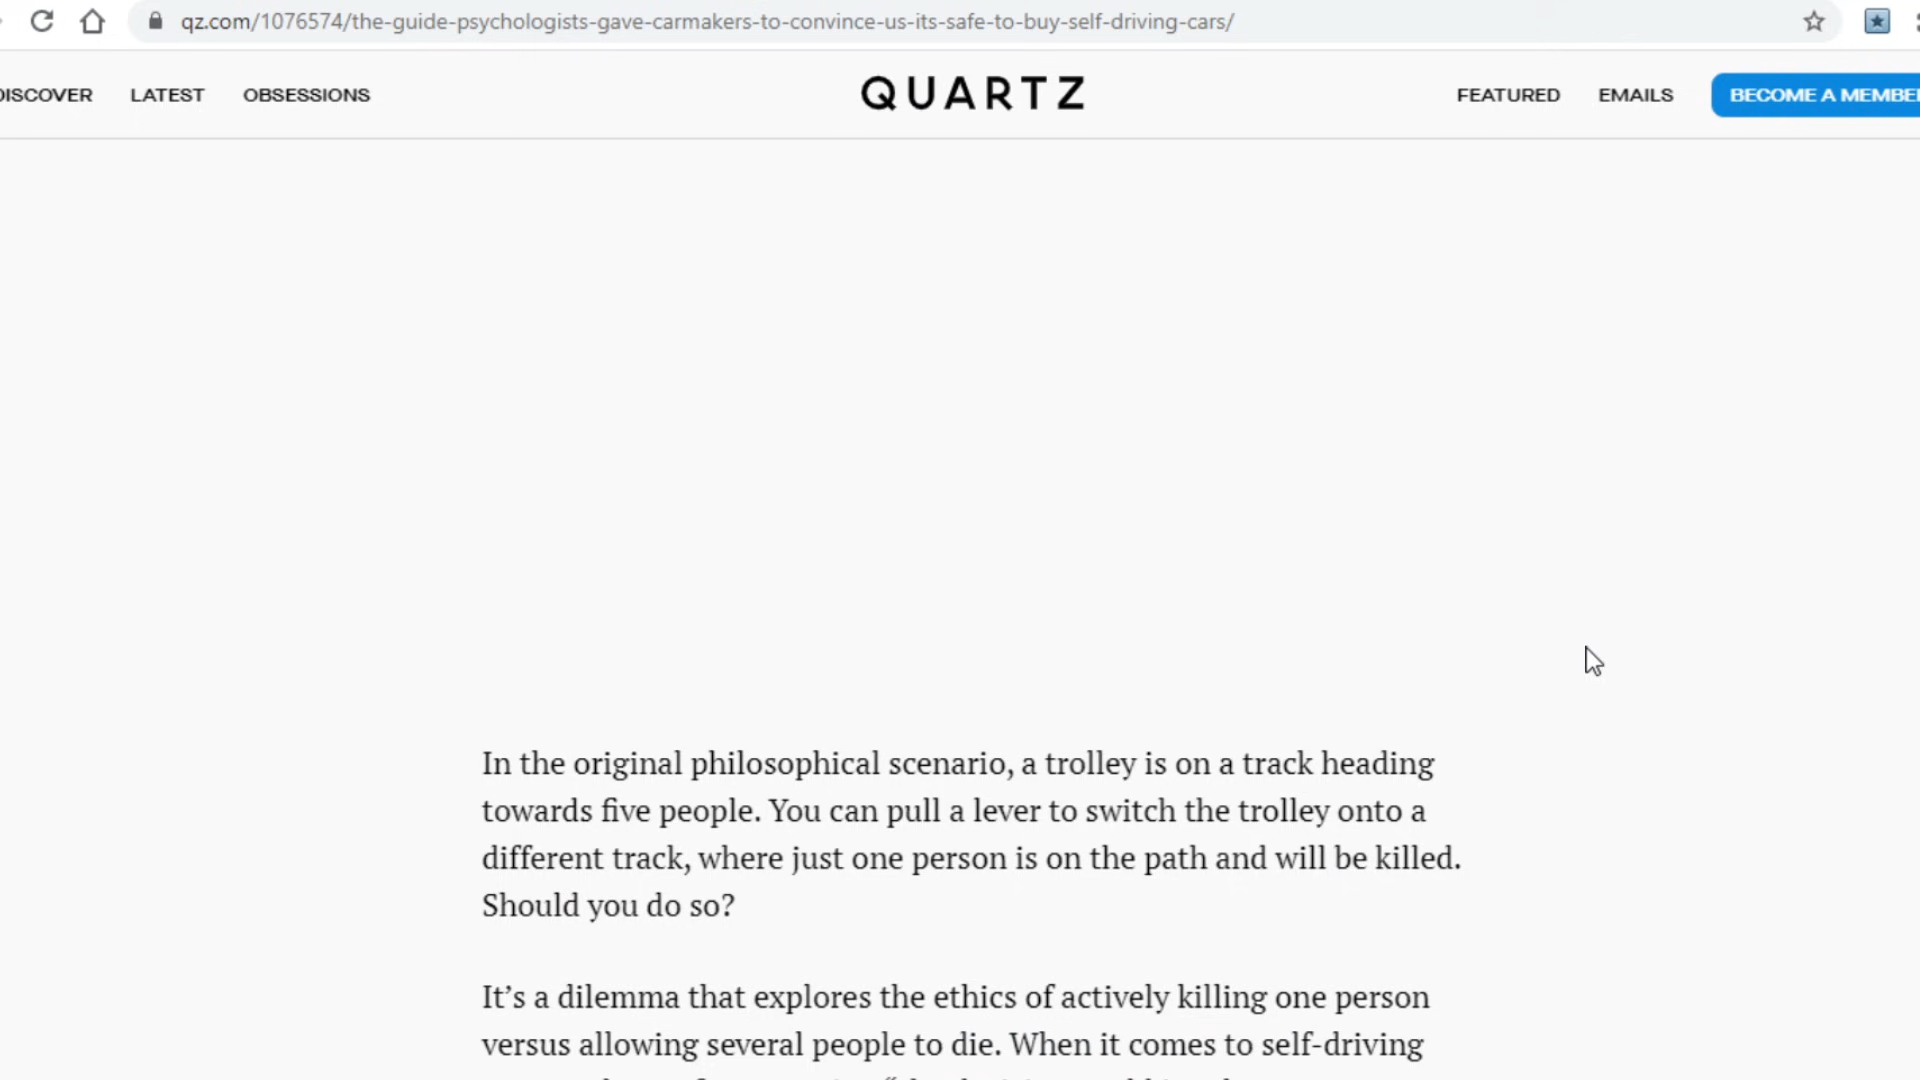 qz.com/1076574/the-guide-psychologists-gave-carmakers-to-convince-us-its-safe-to-buy-self-driving-cars/
DISCOVER LATEST OBSESSIONS QUARTZ FEATURED EMAILS BECOME A MEMBER
In the original philosophical scenario, a trolley is on a track heading
towards five people. You can pull a lever to switch the trolley onto a
different track, where just one person is on the path and will be killed.
Should you do so?
It’s a dilemma that explores the ethics of actively killing one person
versus allowing several people to die. When it comes to self-driving